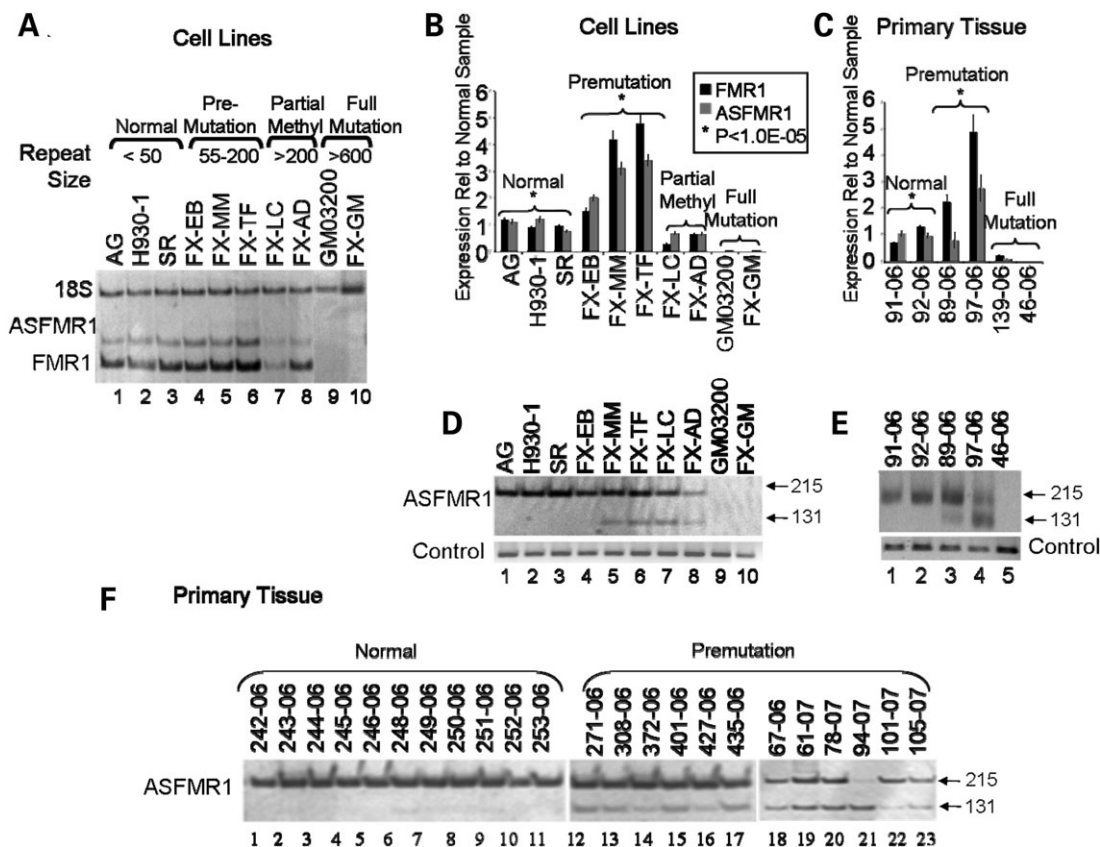 A
Cell Lines
Normal Pre-Mutation Partial Methyl Full Mutation
Repeat Size < 50 55-200 >200 >600
AG H930-1 SR FX-EB FX-MM FX-TF FX-LC FX-AD GM03200 FX-GM
18S
ASFMR1
FMR1
1 2 3 4 5 6 7 8 9 10
B
Cell Lines
Expression Rel to Normal Sample
6
5
4
3
2
1
0
Normal *
Premutation
*
Partial Methyl
Full Mutation
FMR1
ASFMR1
* P<1.0E-05
AG H930-1 SR FX-EB FX-MM FX-TF FX-LC FX-AD GM03200 FX-GM
C
Primary Tissue
Expression Rel to Normal Sample
6
5
4
3
2
1
0
Premutation
*
Normal
*
Full Mutation
91-06 92-06 89-06 97-06 139-06 46-06
D
AG H930-1 SR FX-EB FX-MM FX-TF FX-LC FX-AD GM03200 FX-GM
ASFMR1
215
131
Control
1 2 3 4 5 6 7 8 9 10
E
91-06 92-06 89-06 97-06 46-06
215
131
Control
1 2 3 4 5
F
Primary Tissue
Normal Premutation
242-06 243-06 244-06 245-06 246-06 248-06 249-06 250-06 251-06 252-06 253-06 271-06 308-06 372-06 401-06 427-06 435-06 67-06 61-07 78-07 94-07 101-07 105-07
ASFMR1
215
131
1 2 3 4 5 6 7 8 9 10 11 12 13 14 15 16 17 18 19 20 21 22 23